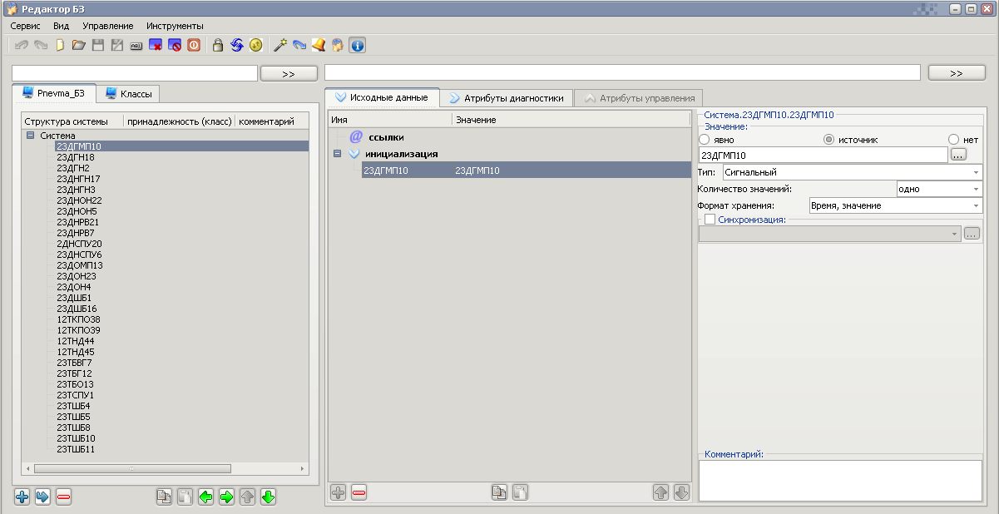 Редактор БЗ
Сервис Вид Управление Инструменты
>> >>
Pnevma_БЗ Классы
Исходные данные Атрибуты диагностики Атрибуты управления
Структура системы принадлежность (класс) комментарий
Система
23ДГМП10
23ДГН18
23ДГН2
23ДНГН17
23ДНГН3
23ДНОН22
23ДНОН5
23ДНРВ21
23ДНРВ7
2ДНСПУ20
23ДНСПУ6
23ДОМП13
23ДОН23
23ДОН4
23ДШБ1
23ДШБ16
12ТКПО38
12ТКПО39
12ТНД44
12ТНД45
23ТБВГ7
23ТБГ12
23ТБО13
23ТСПУ1
23ТШБ4
23ТШБ5
23ТШБ8
23ТШБ10
23ТШБ11
Имя Значение
@ ссылки
инициализация
23ДГМП10 23ДГМП10
Система.23ДГМП10.23ДГМП10
Значение:
явно источник нет
23ДГМП10 ...
Тип: Сигнальный
Количество значений: одно
Формат хранения: Время, значение
Синхронизация:
...
Комментарий: